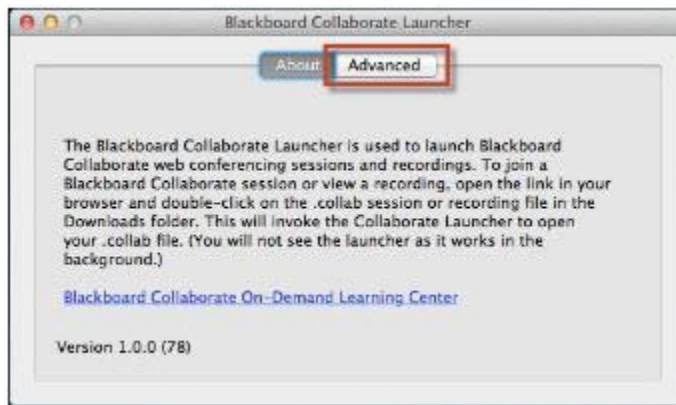 Blackboard Collaborate Launcher
About Advanced
The Blackboard Collaborate Launcher is used to launch Blackboard
Collaborate web conferencing sessions and recordings. To join a
Blackboard Collaborate session or view a recording, open the link in your
browser and double-click on the .collab session or recording file in the
Downloads folder. This will invoke the Collaborate Launcher to open
your .collab file. (You will not see the launcher as it works in the
background.)
Blackboard Collaborate On-Demand Learning Center
Version 1.0.0 (78)